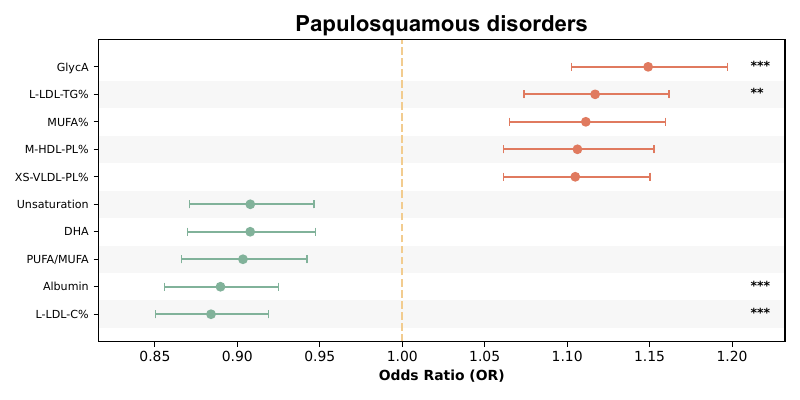 Papulosquamous disorders
GlycA ***
L-LDL-TG% **
MUFA%
M-HDL-PL%
XS-VLDL-PL%
Unsaturation
DHA
PUFA/MUFA
Albumin ***
L-LDL-C% ***
0.85 0.90 0.95 1.00 1.05 1.10 1.15 1.20
Odds Ratio (OR)